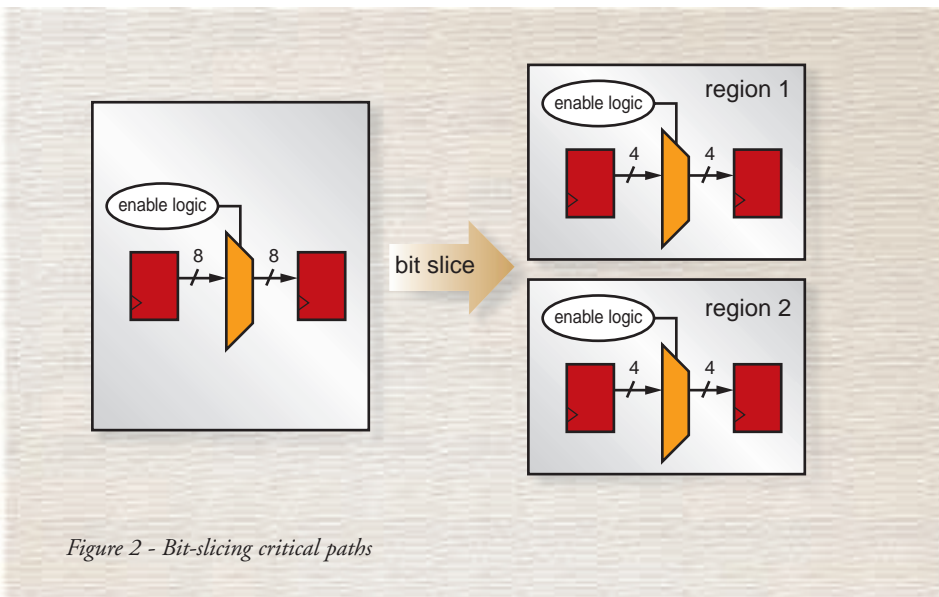 enable logic
8 8
bit slice
region 1
enable logic
4 4
region 2
enable logic
4 4
Figure 2 - Bit-slicing critical paths